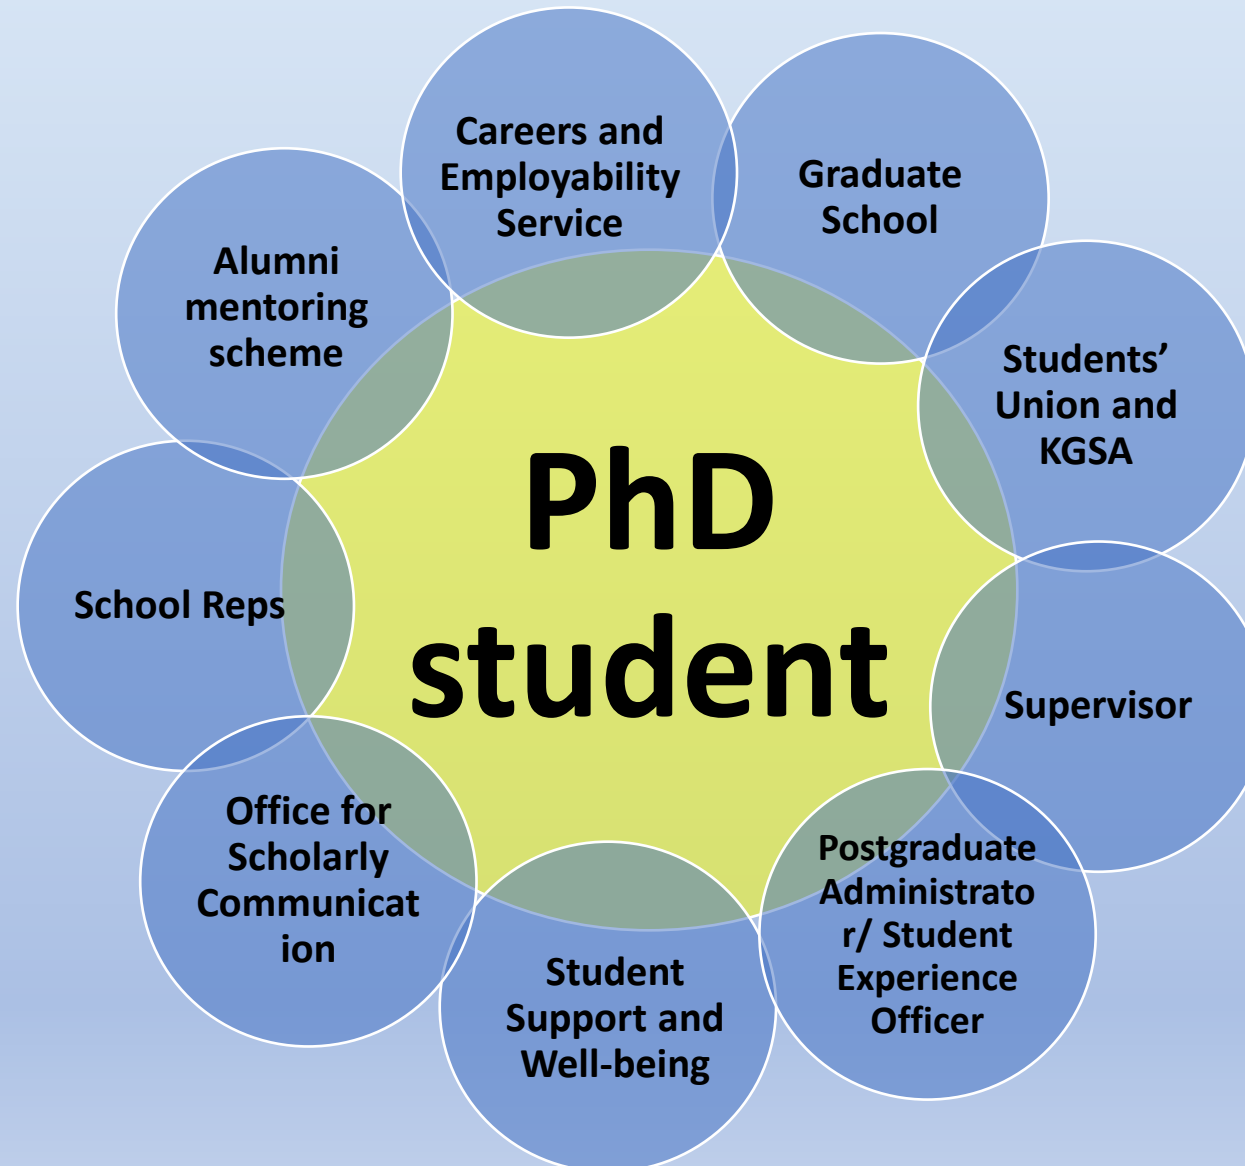 Careers and
Employability
Service
Graduate
School
Students’
Union and
KGSA
Supervisor
Postgraduate
Administrato
r/ Student
Experience
Officer
Student
Support and
Well-being
Office for
Scholarly
Communicat
ion
School Reps
Alumni
mentoring
scheme
PhD
student